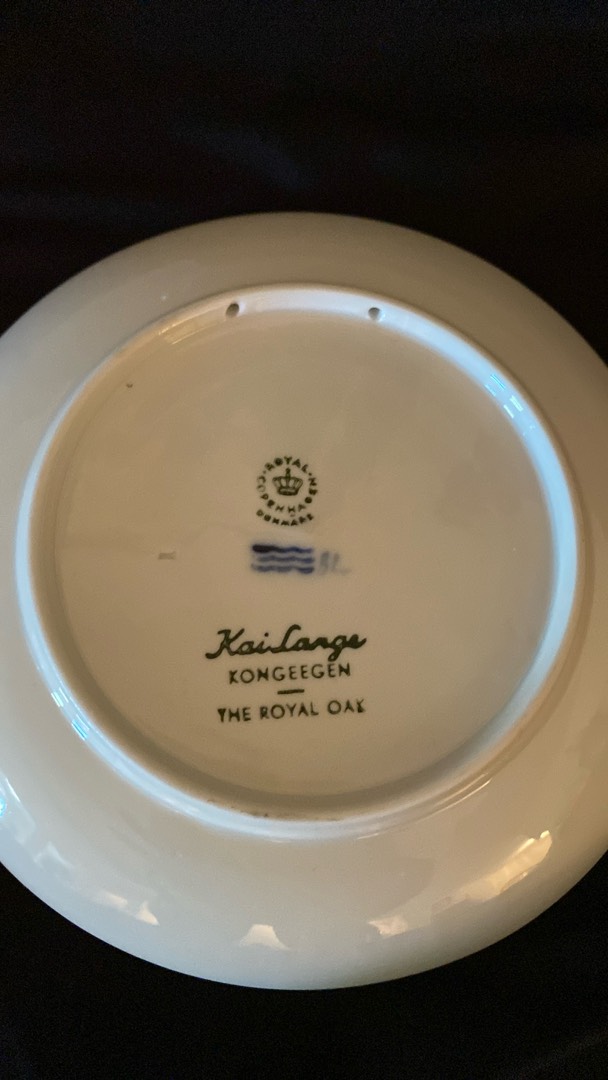 ROYAL
COPENHAGEN
DENMARK
Kai Lange
KONGEEGEN
THE ROYAL OAK